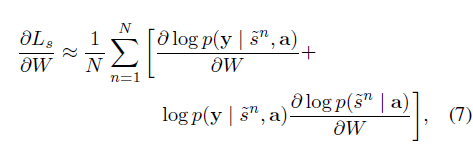 ∂L_s/∂W ≈ 1/N ∑_{n=1}^{N} [ ∂ log p(y | s̃^n, a)/∂W +
log p(y | s̃^n, a) ∂ log p(s̃^n | a)/∂W ], (7)